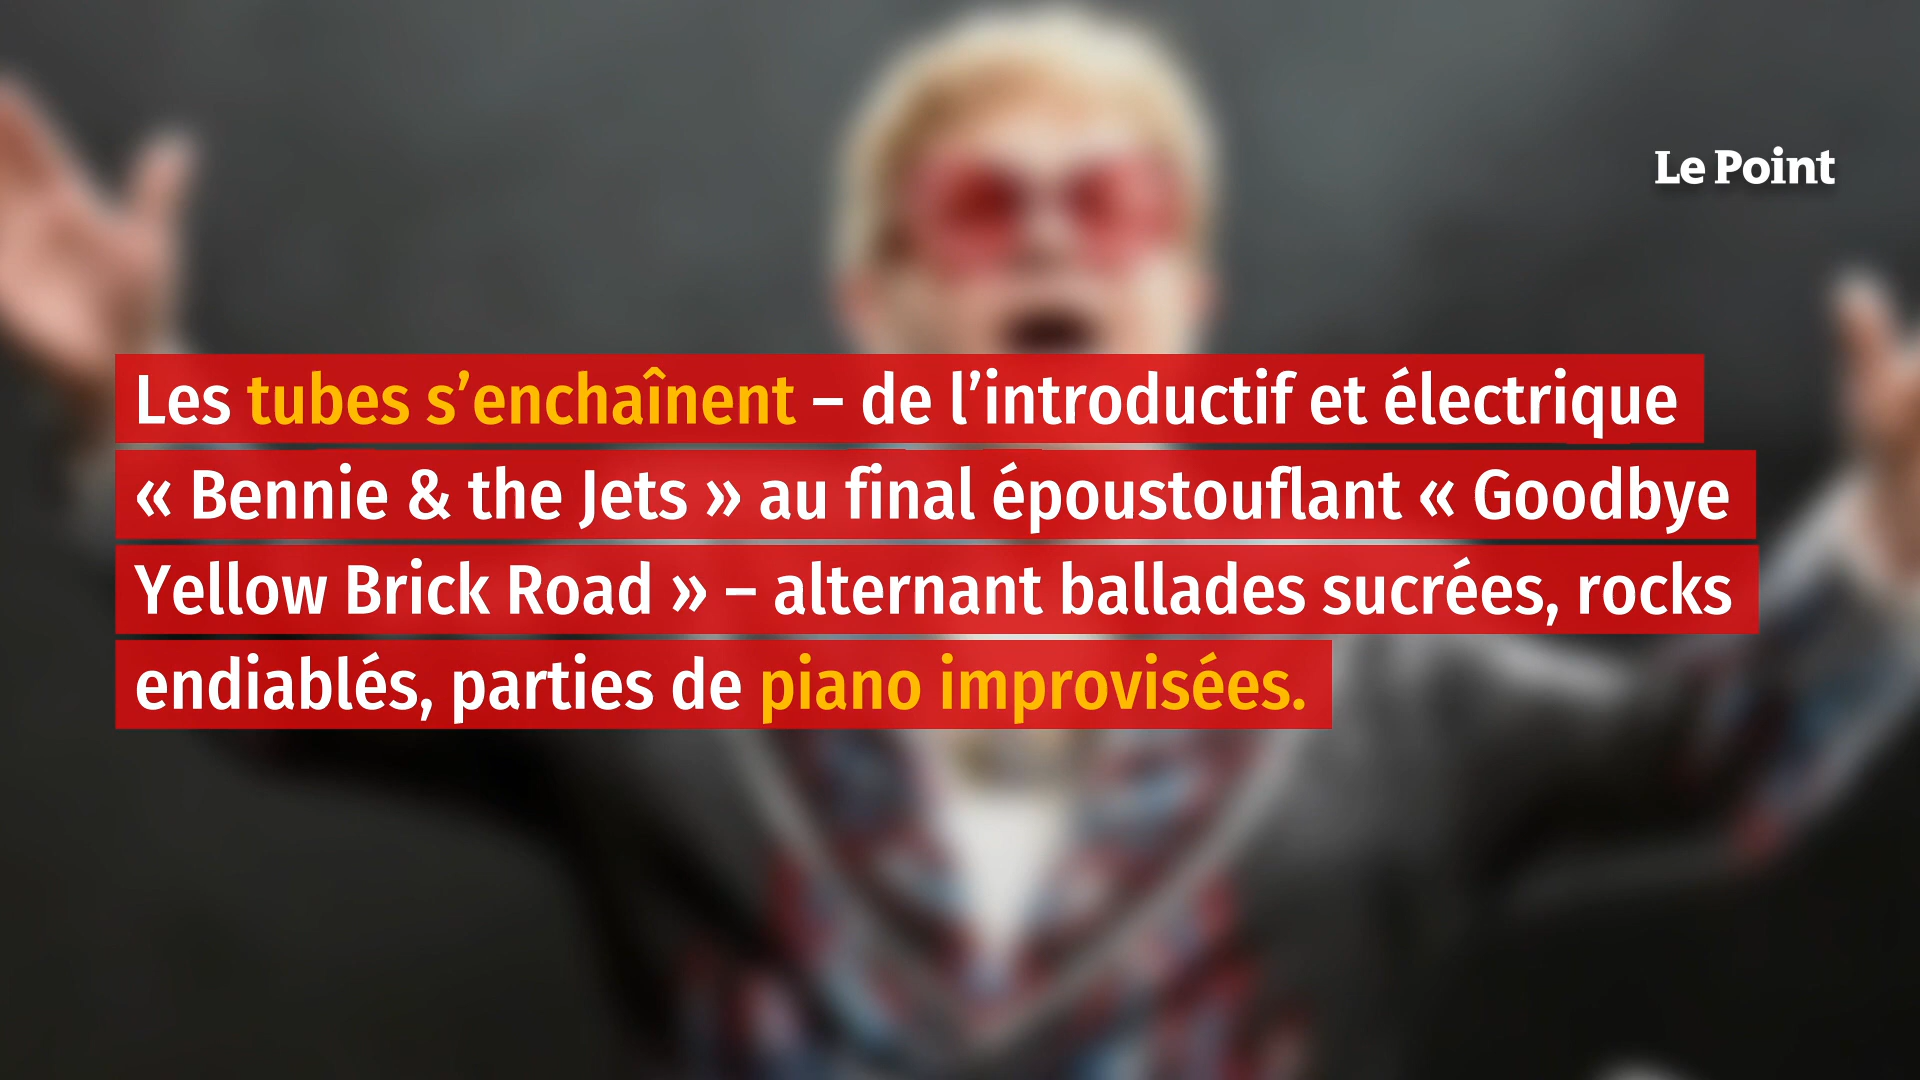 Le Point
Les tubes s’enchaînent – de l’introductif et électrique
« Bennie & the Jets » au final époustouflant « Goodbye
Yellow Brick Road » – alternant ballades sucrées, rocks
endiablés, parties de piano improvisées.